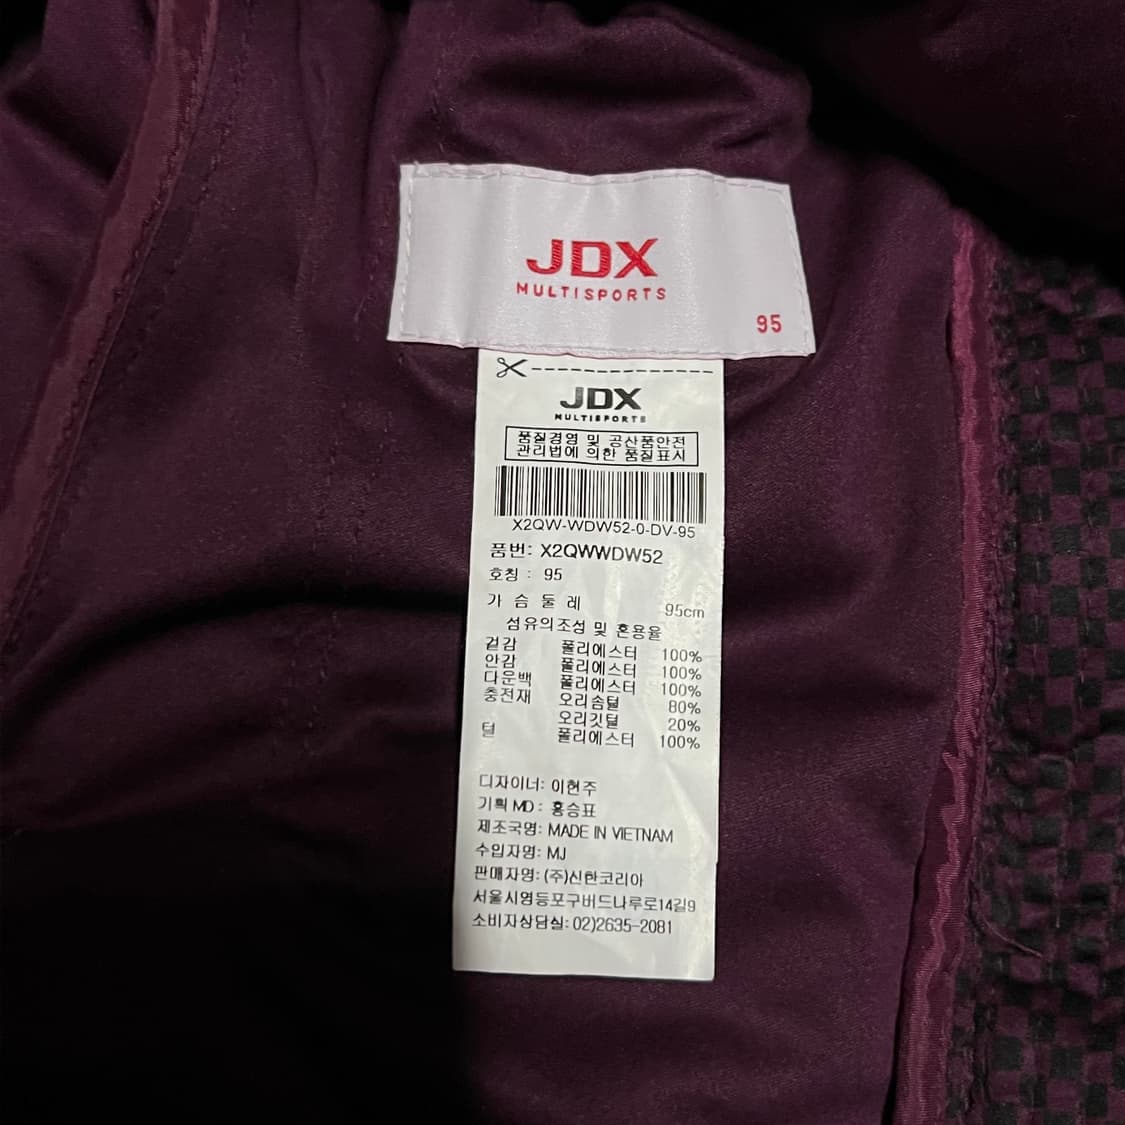 JDX
MULTISPORTS
95
JDX
MULTISPORTS
품질경영 및 공산품안전
관리법에 의한 품질표시
X2QW-WDW52-0-DV-95
품번: X2QWWDW52
호칭 : 95
가 슴 둘 레 95cm
섬유의조성 및 혼용율
겉감 폴리에스터 100%
안감 폴리에스터 100%
다운백 폴리에스터 100%
충전재 오리솜털 80%
오리깃털 20%
털 폴리에스터 100%
디자이너: 이현주
기획 MD : 홍승표
제조국명: MADE IN VIETNAM
수입자명: MJ
판매자명: (주)신한코리아
서울시영등포구버드나루로14길9
소비자상담실: 02)2635-2081